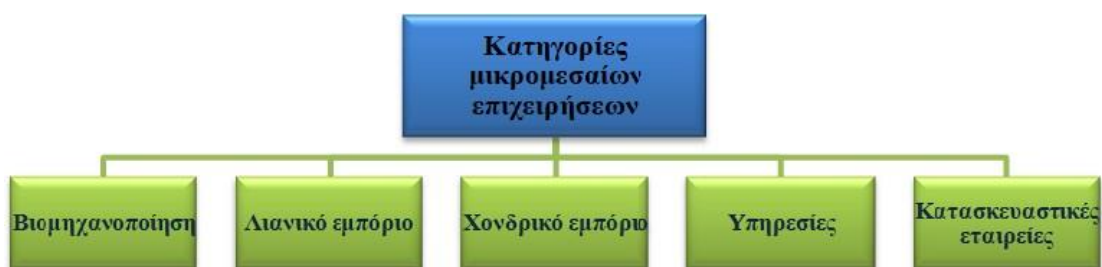 Κατηγορίες
μικρομεσαίων
επιχειρήσεων
Βιομηχανοποίηση
Λιανικό εμπόριο
Χονδρικό εμπόριο
Υπηρεσίες
Κατασκευαστικές
εταιρείες